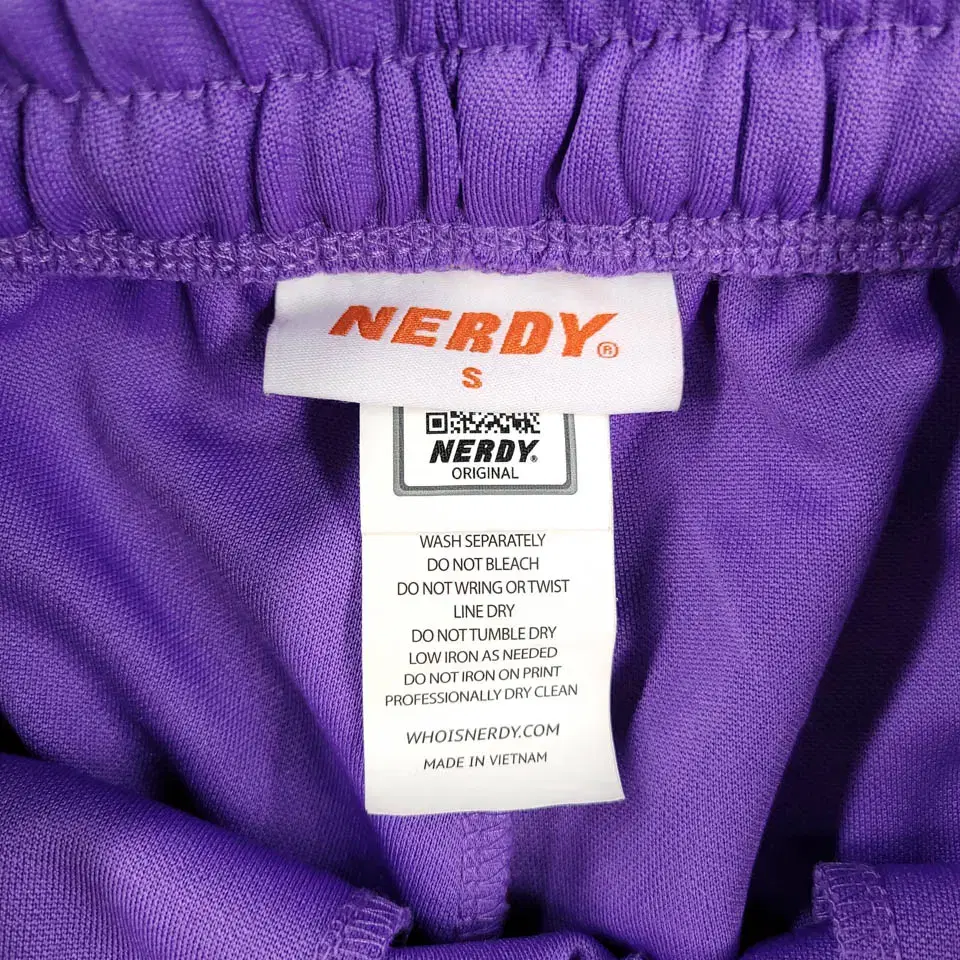 NERDY®
S
NERDY®
ORIGINAL
WASH SEPARATELY
DO NOT BLEACH
DO NOT WRING OR TWIST
LINE DRY
DO NOT TUMBLE DRY
LOW IRON AS NEEDED
DO NOT IRON ON PRINT
PROFESSIONALLY DRY CLEAN
WHOISNERDY.COM
MADE IN VIETNAM